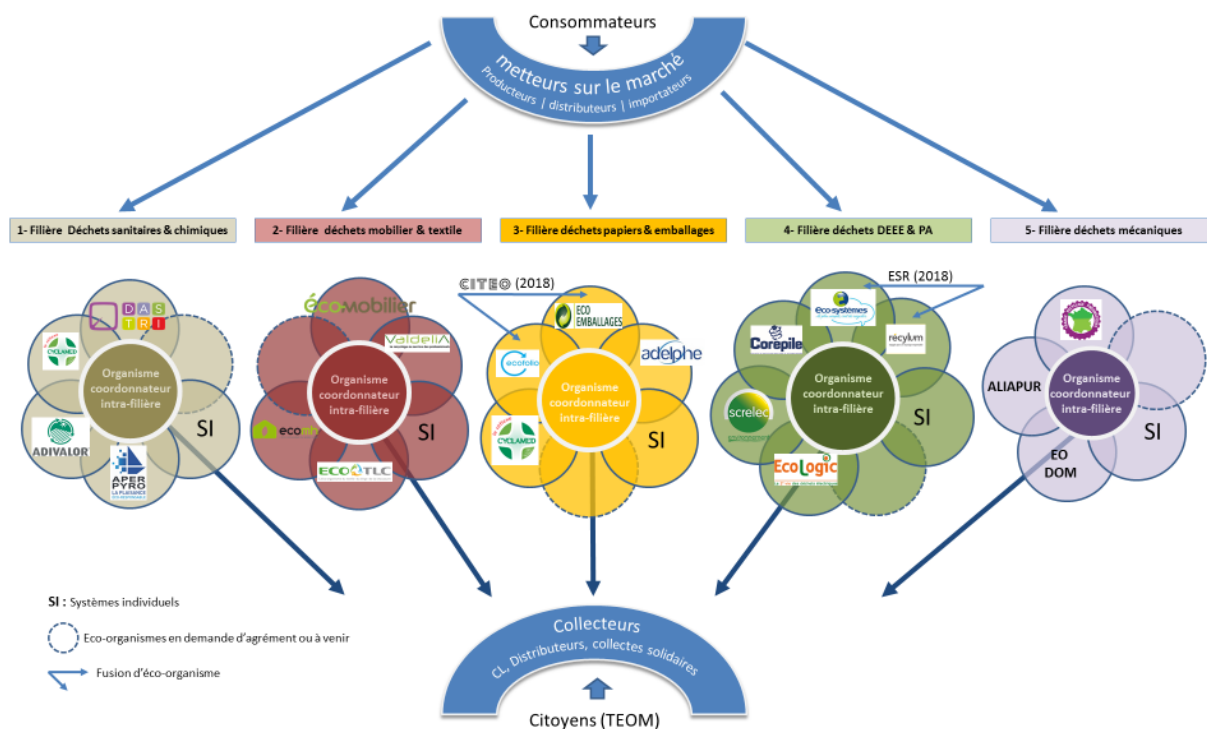 Consommateurs
metteurs sur le marché
Producteurs | distributeurs | importateurs
1- Filière Déchets sanitaires & chimiques
2- Filière déchets mobilier & textile
3- Filière déchets papiers & emballages
4- Filière déchets DEEE & PA
5- Filière déchets mécaniques
DASTRI
CYCLAMED
ADIVALOR
APER
PYRO
LA PLAISANCE
Organisme
coordonnateur
intra-filière
SI
éco-mobilier
Valdelia
ecomh
ECO TLC
Organisme
coordonnateur
intra-filière
SI
CITEO (2018)
ECO
EMBALLAGES
adelphe
ecofolio
CYCLAMED
Organisme
coordonnateur
intra-filière
SI
ESR (2018)
éco-systèmes
recylum
Corepile
screlec
EcoLogic
Organisme
coordonnateur
intra-filière
SI
ALIAPUR
EO
DOM
Organisme
coordonnateur
intra-filière
SI
SI : Systèmes individuels
Eco-organismes en demande d'agrément ou à venir
Fusion d'éco-organisme
Collecteurs
CL, Distributeurs, collectes solidaires
Citoyens (TEOM)